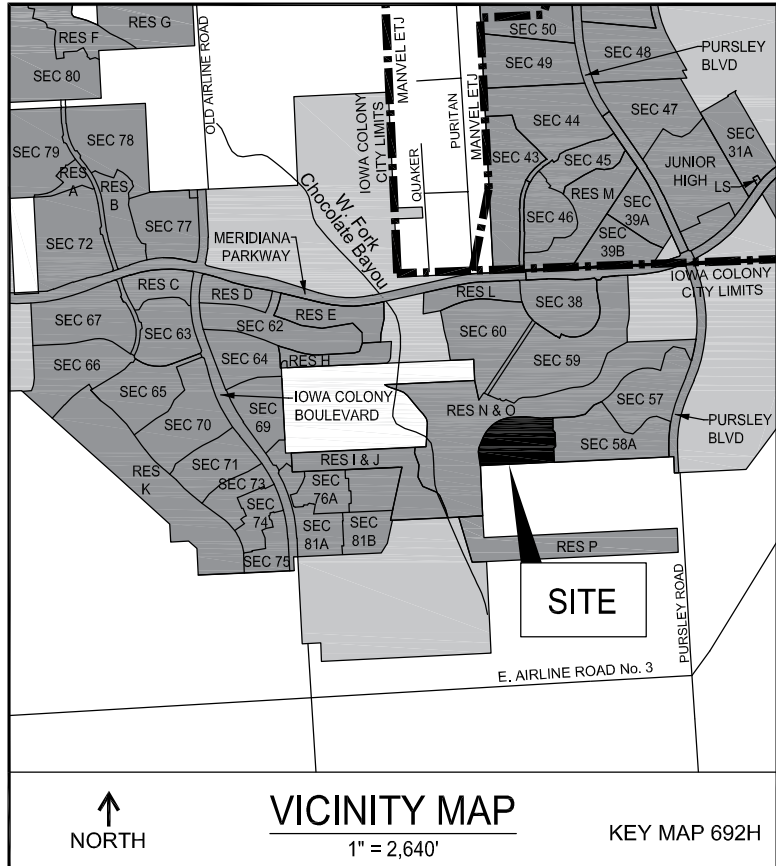 RES G
RES F
SEC 80
OLD AIRLINE ROAD
SEC 79
SEC 78
RES
A
RES
B
SEC 77
SEC 72
MERIDIANA
PARKWAY
W. Fork
Chocolate Bayou
IOWA COLONY
CITY LIMITS
MANVEL ETJ
QUAKER
PURITAN
MANVEL ETJ
SEC 50
SEC 49
SEC 48
PURSLEY
BLVD
SEC 44
SEC 47
SEC 43
SEC 45
SEC
31A
JUNIOR
HIGH
LS
RES M
SEC 46
SEC
39A
SEC
39B
IOWA COLONY
CITY LIMITS
RES C
RES D
RES E
RES L
SEC 38
SEC 67
SEC 63
SEC 62
SEC 60
SEC 66
SEC 64
RES H
SEC 59
SEC 65
IOWA COLONY
BOULEVARD
SEC
69
RES N & O
SEC 57
SEC 70
PURSLEY
BLVD
SEC 58A
RES
K
SEC 71
RES I & J
SEC 73
SEC
76A
SEC
74
SEC
81A
SEC
81B
SEC 75
RES P
SITE
PURSLEY ROAD
E. AIRLINE ROAD No. 3
NORTH
VICINITY MAP
1" = 2,640'
KEY MAP 692H